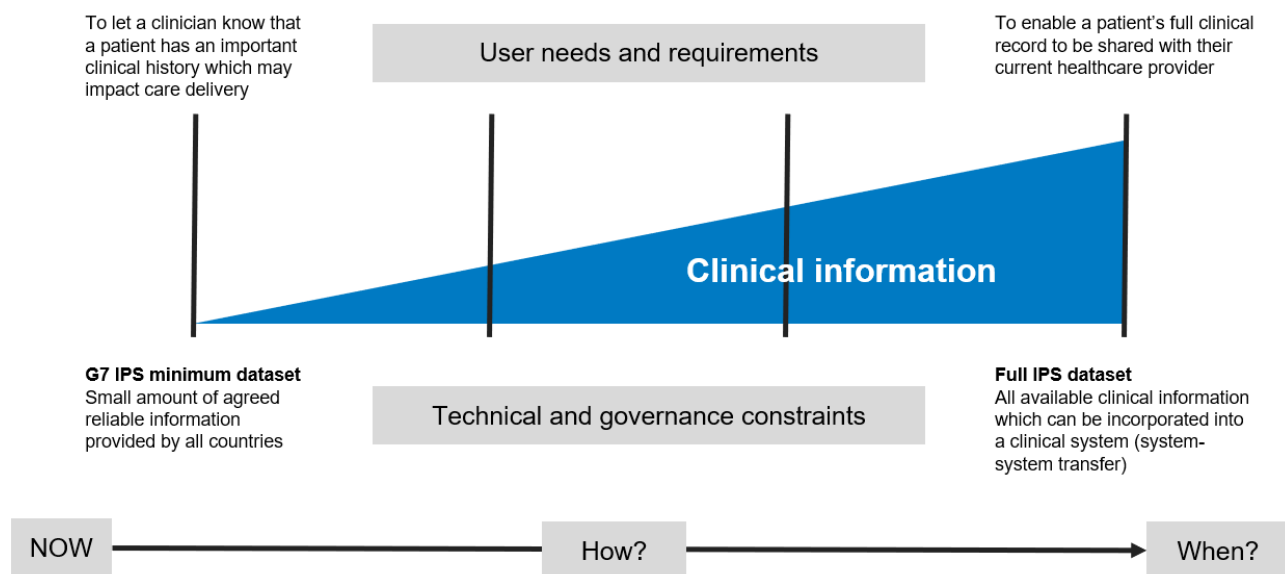 To let a clinician know that
a patient has an important
clinical history which may
impact care delivery
User needs and requirements
To enable a patient’s full clinical
record to be shared with their
current healthcare provider
Clinical information
G7 IPS minimum dataset
Small amount of agreed
reliable information
provided by all countries
Technical and governance constraints
Full IPS dataset
All available clinical information
which can be incorporated into
a clinical system (system-
system transfer)
NOW
How?
When?